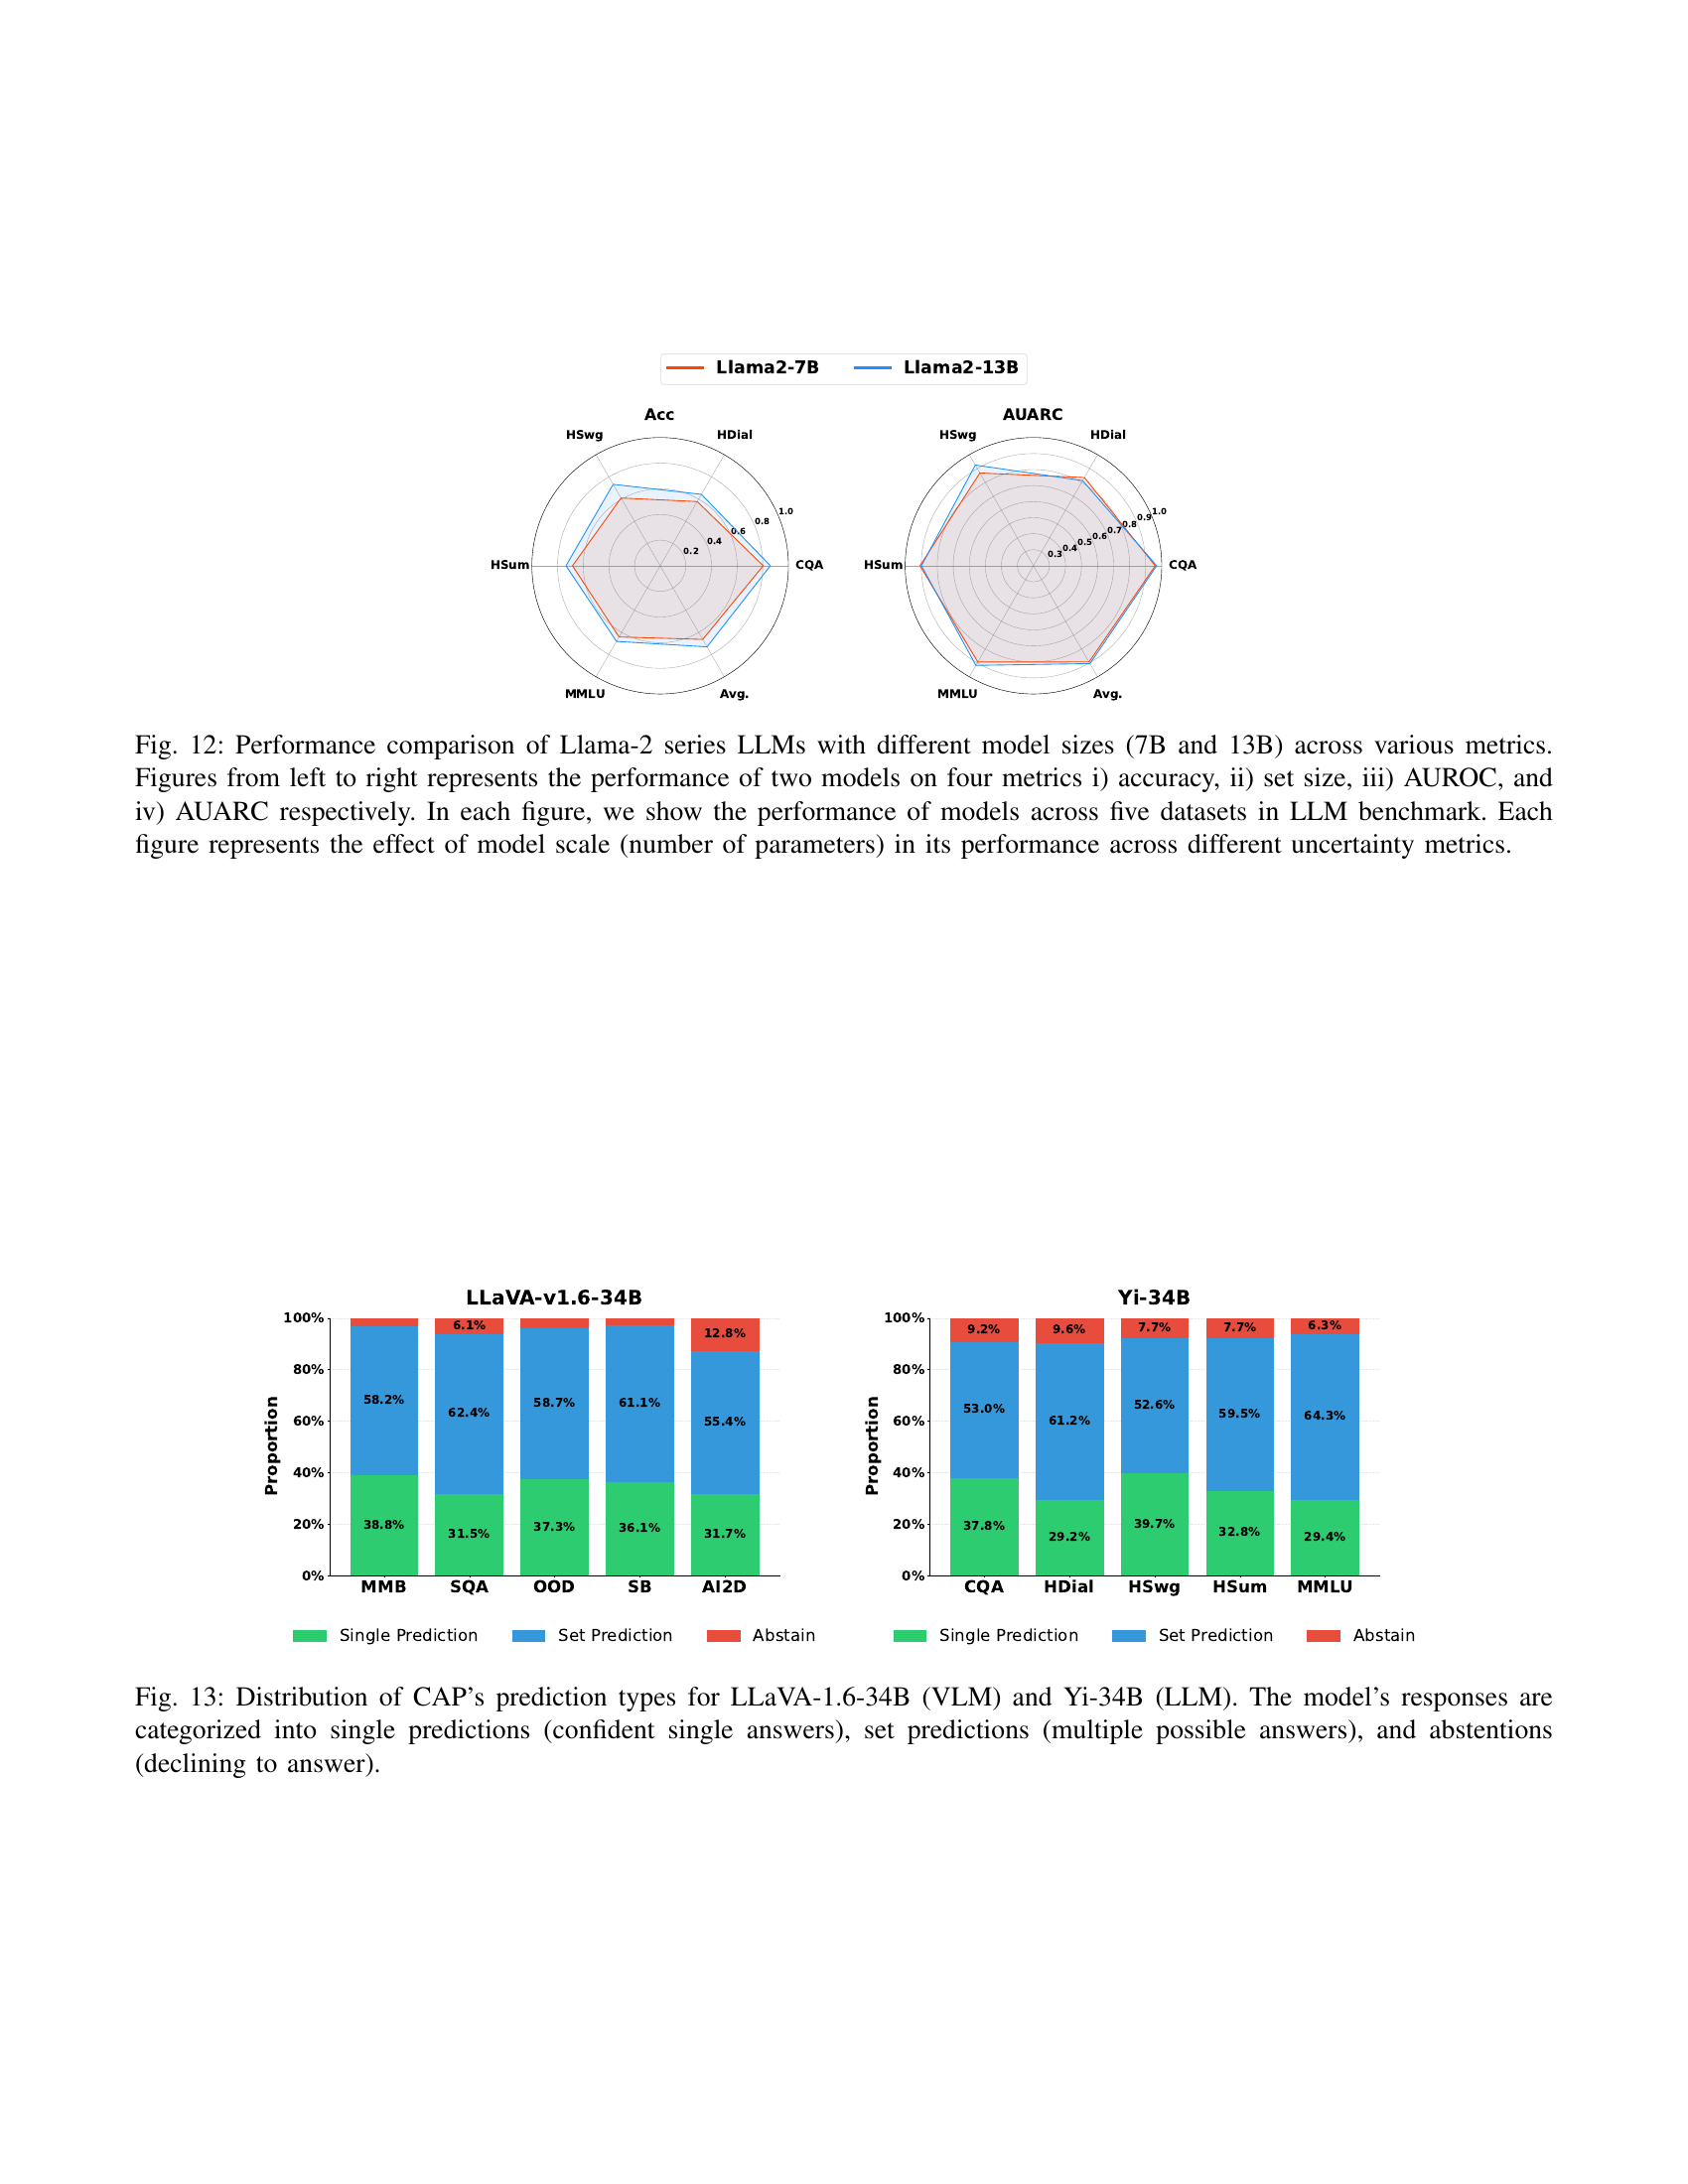 Llama2-7B Llama2-13B
Acc
HSwg HDial
1.0
0.8
0.6
0.4
0.2
HSum CQA
MMLU Avg.
AUARC
HSwg HDial
1.0
0.9
0.8
0.7
0.6
0.5
0.4
0.3
HSum CQA
MMLU Avg.
Fig. 12: Performance comparison of Llama-2 series LLMs with different model sizes (7B and 13B) across various metrics.
Figures from left to right represents the performance of two models on four metrics i) accuracy, ii) set size, iii) AUROC, and
iv) AUARC respectively. In each figure, we show the performance of models across five datasets in LLM benchmark. Each
figure represents the effect of model scale (number of parameters) in its performance across different uncertainty metrics.
LLaVA-v1.6-34B
Proportion
100%
80%
60%
40%
20%
0%
6.1% 12.8%
58.2% 62.4% 58.7% 61.1% 55.4%
38.8% 31.5% 37.3% 36.1% 31.7%
MMB SQA OOD SB AI2D
Single Prediction Set Prediction Abstain
Yi-34B
Proportion
100%
80%
60%
40%
20%
0%
9.2% 9.6% 7.7% 7.7% 6.3%
53.0% 61.2% 52.6% 59.5% 64.3%
37.8% 29.2% 39.7% 32.8% 29.4%
CQA HDial HSwg HSum MMLU
Single Prediction Set Prediction Abstain
Fig. 13: Distribution of CAP's prediction types for LLaVA-1.6-34B (VLM) and Yi-34B (LLM). The model's responses are
categorized into single predictions (confident single answers), set predictions (multiple possible answers), and abstentions
(declining to answer).